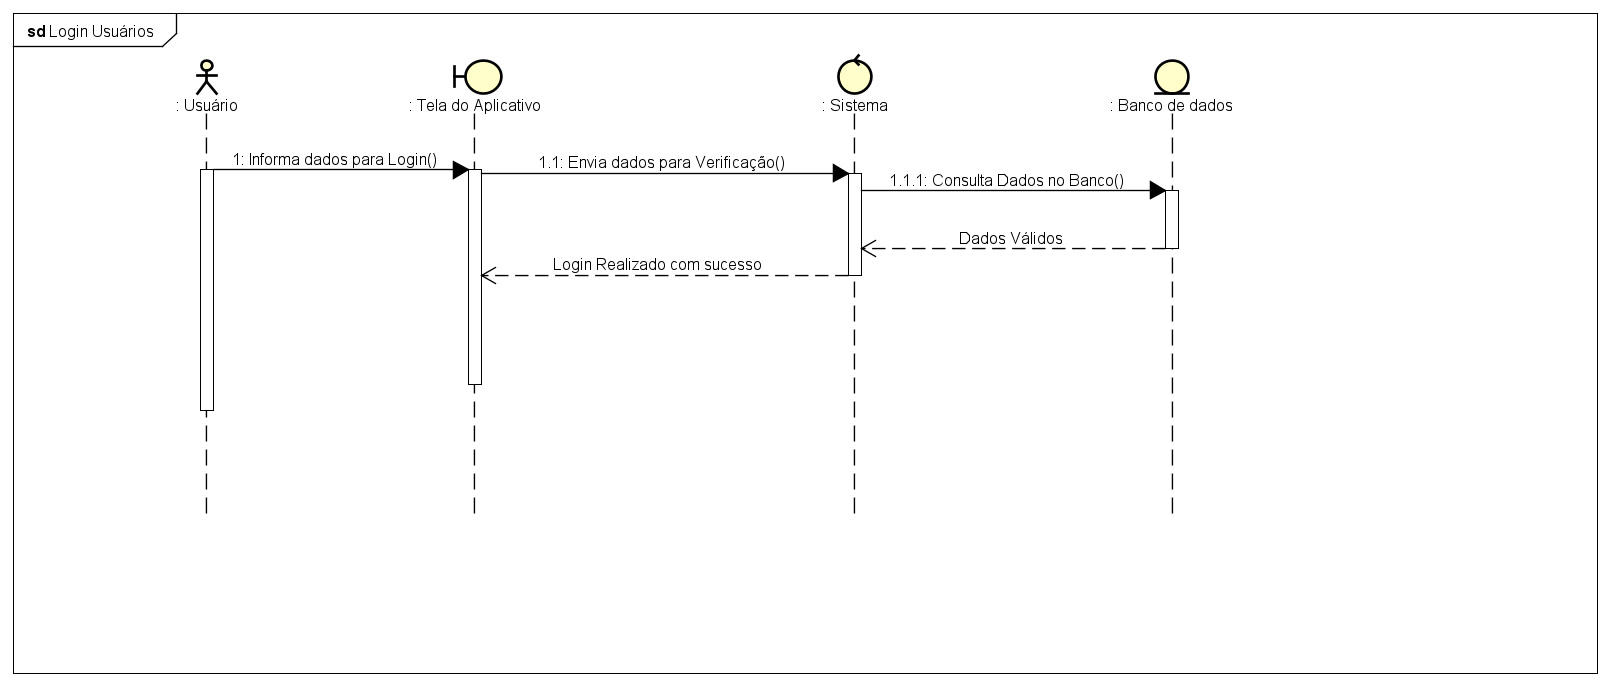 sd Login Usuários
: Usuário
: Tela do Aplicativo
: Sistema
: Banco de dados
1: Informa dados para Login()
1.1: Envia dados para Verificação()
1.1.1: Consulta Dados no Banco()
Dados Válidos
Login Realizado com sucesso